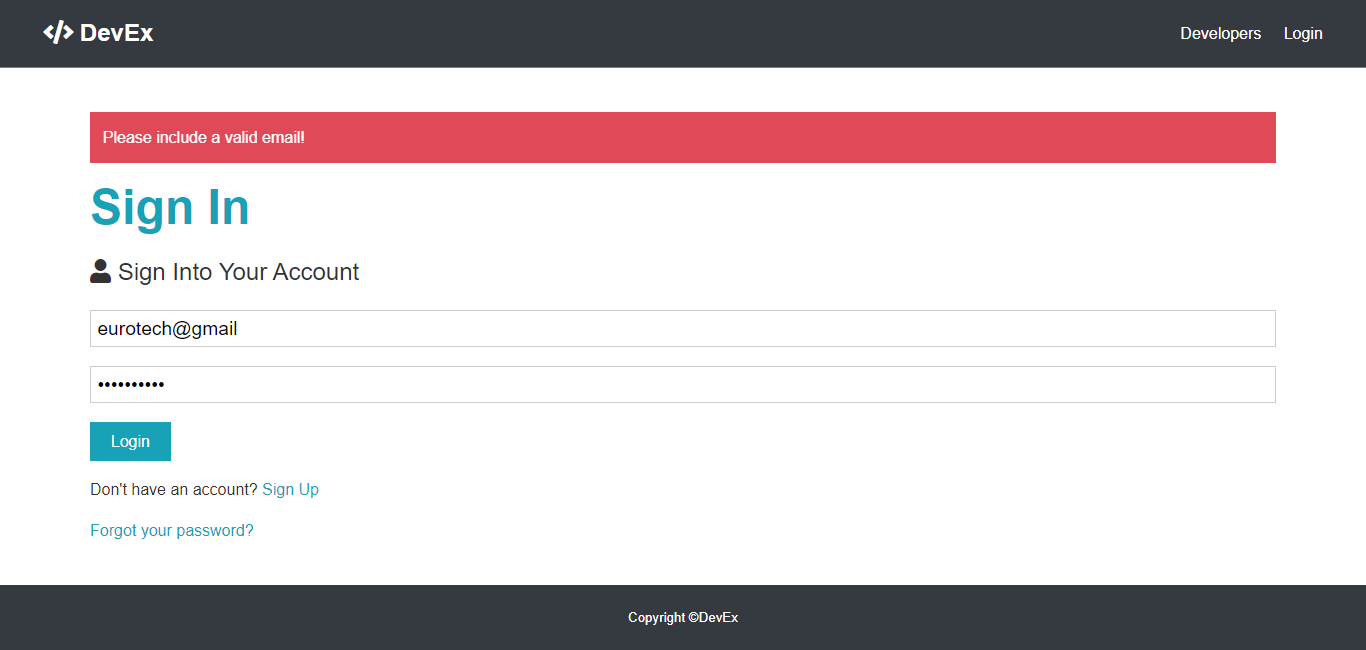 DevEx
Developers Login
Please include a valid email!
Sign In
Sign Into Your Account
eurotech@gmail
••••••••••
Login
Don't have an account? Sign Up
Forgot your password?
Copyright ©DevEx